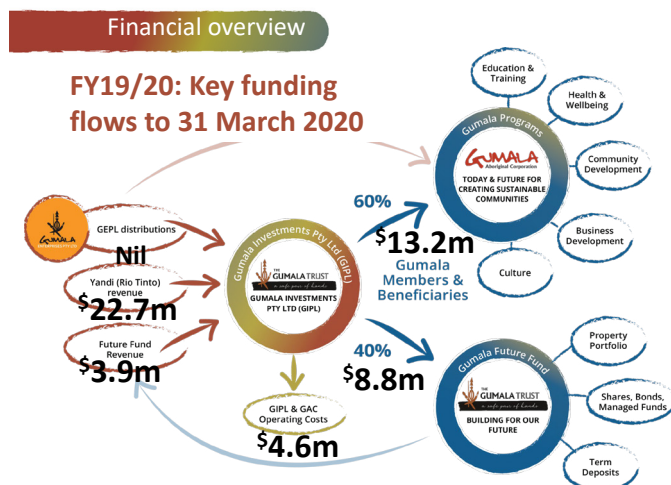 Financial overview
FY19/20: Key funding
flows to 31 March 2020
GEPL distributions
Nil
Yandi (Rio Tinto)
revenue
$22.7m
Future Fund
Revenue
$3.9m
Gumala Investments Pty Ltd (GIPL)
THE
GUMALA TRUST
a safe pair of hands
GUMALA INVESTMENTS
PTY LTD (GIPL)
GIPL & GAC
Operating Costs
$4.6m
60%
$13.2m
Gumala
Members &
Beneficiaries
40%
$8.8m
Gumala Programs
GUMALA
Aboriginal Corporation
TODAY & FUTURE FOR
CREATING SUSTAINABLE
COMMUNITIES
Education &
Training
Health &
Wellbeing
Community
Development
Business
Development
Culture
Gumala Future Fund
THE
GUMALA TRUST
a safe pair of hands
BUILDING FOR OUR
FUTURE
Property
Portfolio
Shares, Bonds,
Managed Funds
Term
Deposits